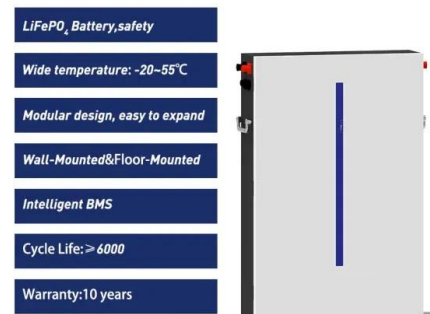 LiFePO₄ Battery,safety
Wide temperature: -20~55℃
Modular design, easy to expand
Wall-Mounted&Floor-Mounted
Intelligent BMS
Cycle Life:≥6000
Warranty:10 years